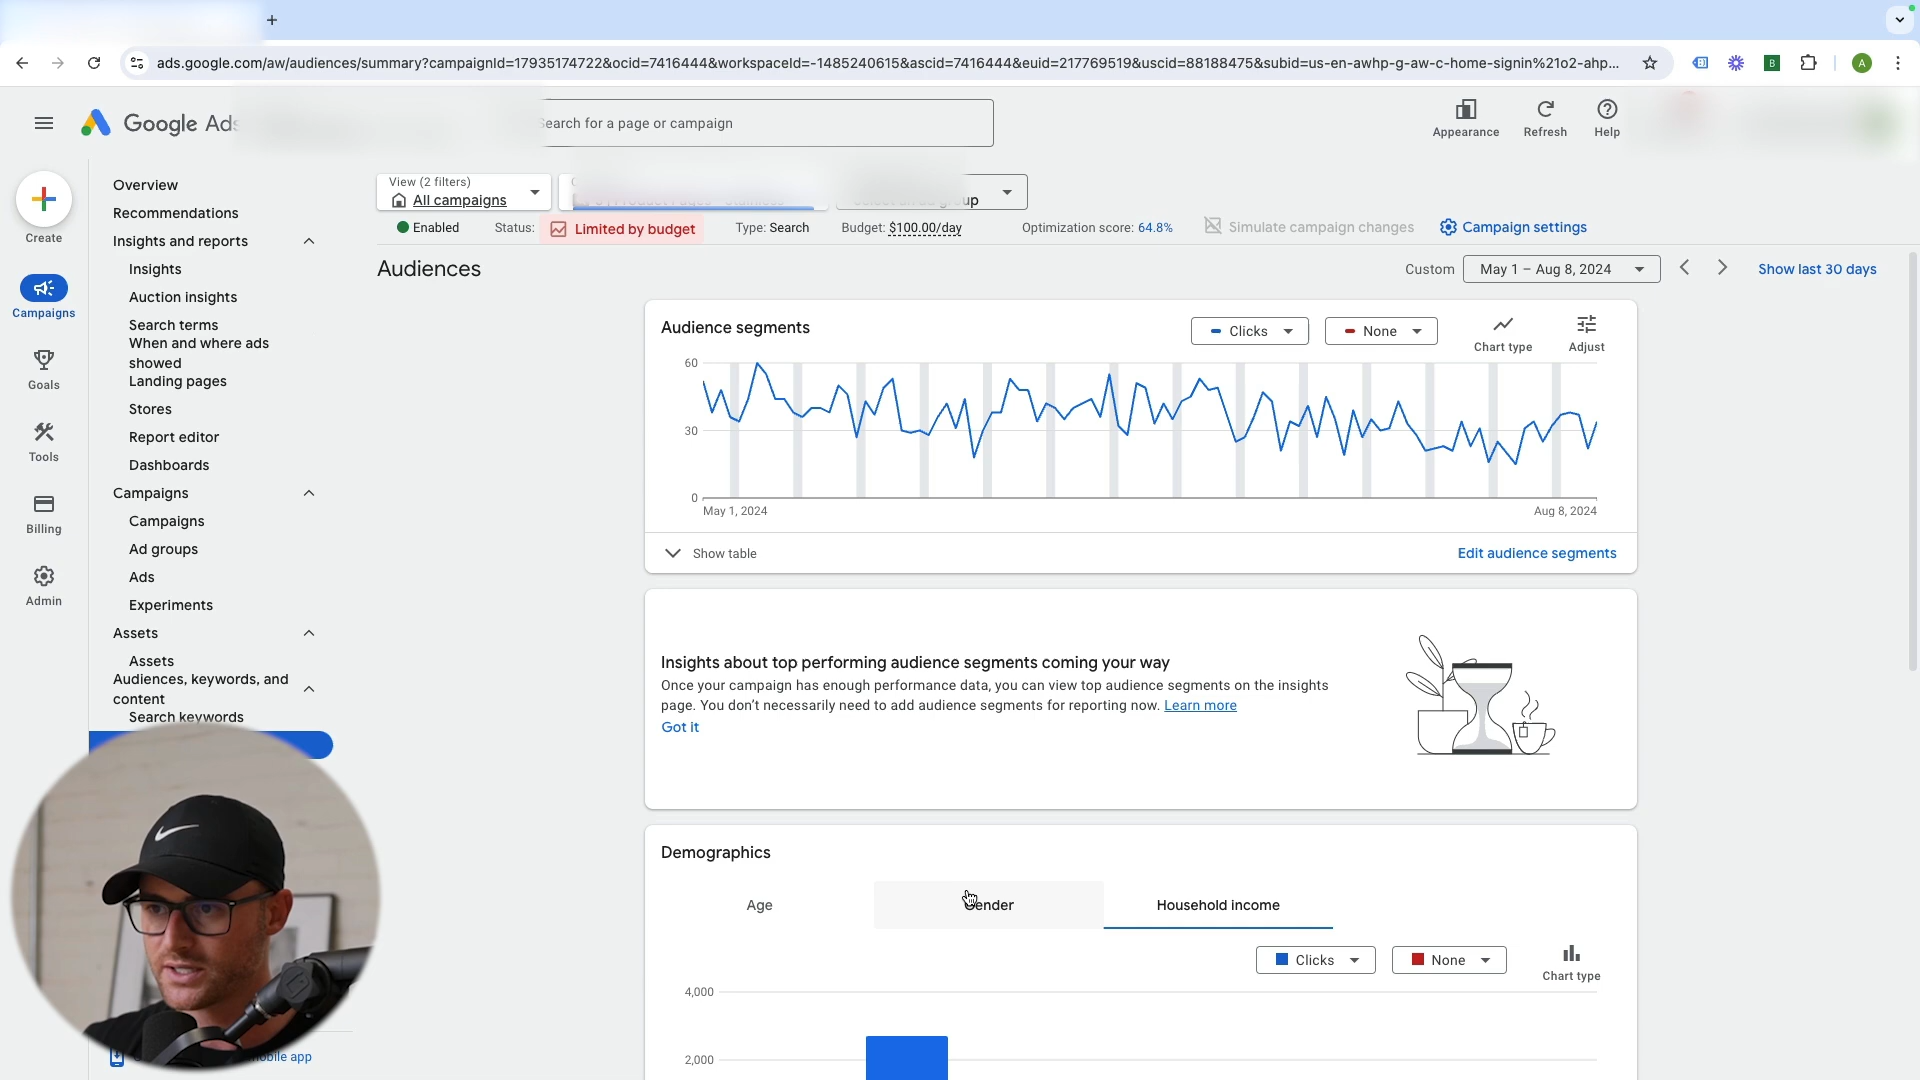 ads.google.com/aw/audiences/summary?campaignId=17935174722&ocid=7416444&workspaceId=-1485240615&ascid=7416444&euid=217769519&uscid=88188475&subid=us-en-awhp-g-aw-c-home-signin%21o2-ahp...
A
Google Ads
Search for a page or campaign
Appearance
Refresh
Help
Create
Campaigns
Goals
Tools
Billing
Admin
Overview
Recommendations
Insights and reports
Insights
Auction insights
Search terms
When and where ads
showed
Landing pages
Stores
Report editor
Dashboards
Campaigns
Campaigns
Ad groups
Ads
Experiments
Assets
Assets
Audiences, keywords, and
content
Search keywords
mobile app
View (2 filters)
All campaigns
Enabled
Status: Limited by budget
Type: Search
Budget: $100.00/day
Optimization score: 64.8%
Simulate campaign changes
Campaign settings
Audiences
Custom
May 1 – Aug 8, 2024
Show last 30 days
Audience segments
Clicks
None
Chart type
Adjust
60
30
0
May 1, 2024
Aug 8, 2024
Show table
Edit audience segments
Insights about top performing audience segments coming your way
Once your campaign has enough performance data, you can view top audience segments on the insights
page. You don't necessarily need to add audience segments for reporting now. Learn more
Got it
Demographics
Age
Gender
Household income
Clicks
None
Chart type
4,000
2,000